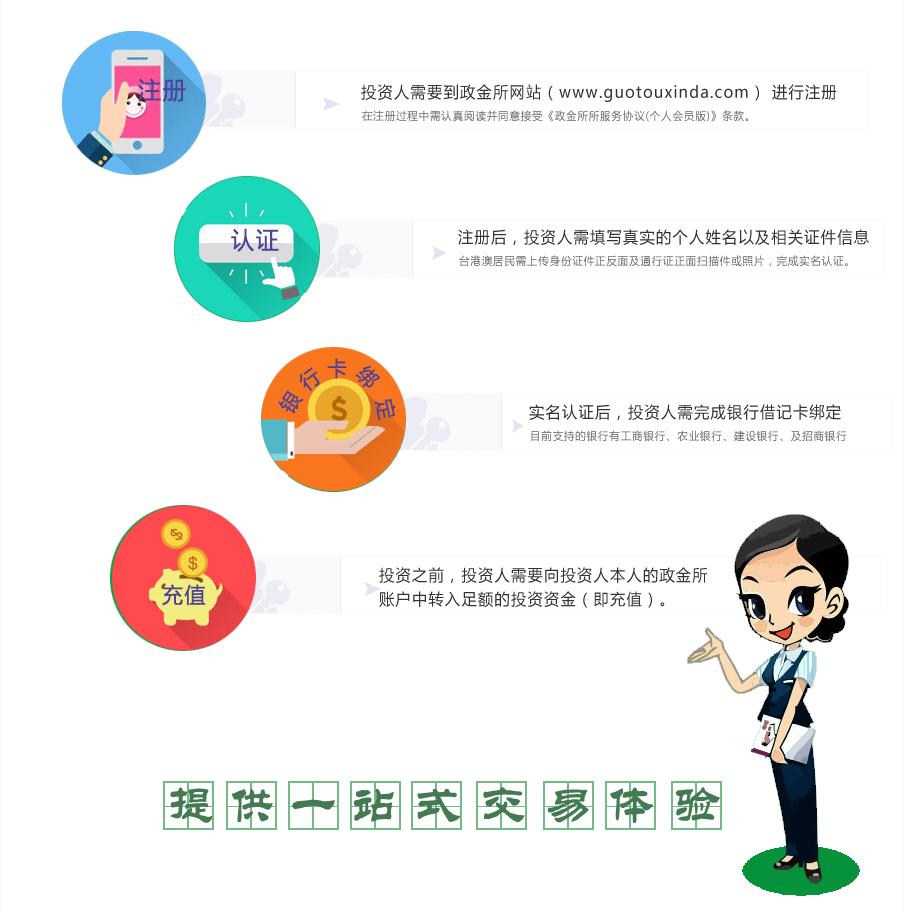 注册
投资人需要到政金所网站（www.guotouxinda.com） 进行注册
在注册过程中需认真阅读并同意接受《政金所所服务协议(个人会员版)》条款。
认证
注册后，投资人需填写真实的个人姓名以及相关证件信息
台港澳居民需上传身份证件正反面及通行证正面扫描件或照片，完成实名认证。
银行卡绑定
$
实名认证后，投资人需完成银行借记卡绑定
目前支持的银行有工商银行、农业银行、建设银行、及招商银行
$
$
充值
投资之前，投资人需要向投资人本人的政金所
账户中转入足额的投资资金（即充值）。
提供一站式交易体验